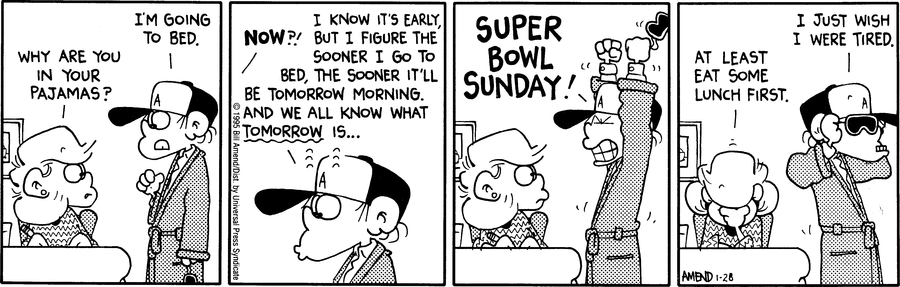 WHY ARE YOU
IN YOUR
PAJAMAS?
I'M GOING
TO BED.
A
NOW?!
I KNOW IT'S EARLY,
BUT I FIGURE THE
SOONER I GO TO
BED, THE SOONER IT'LL
BE TOMORROW MORNING.
AND WE ALL KNOW WHAT
TOMORROW IS...
A
© 1995 Bill Amend/Dist. by Universal Press Syndicate
SUPER
BOWL
SUNDAY!
A
AT LEAST
EAT SOME
LUNCH FIRST.
I JUST WISH
I WERE TIRED.
A
AMEND 1-28